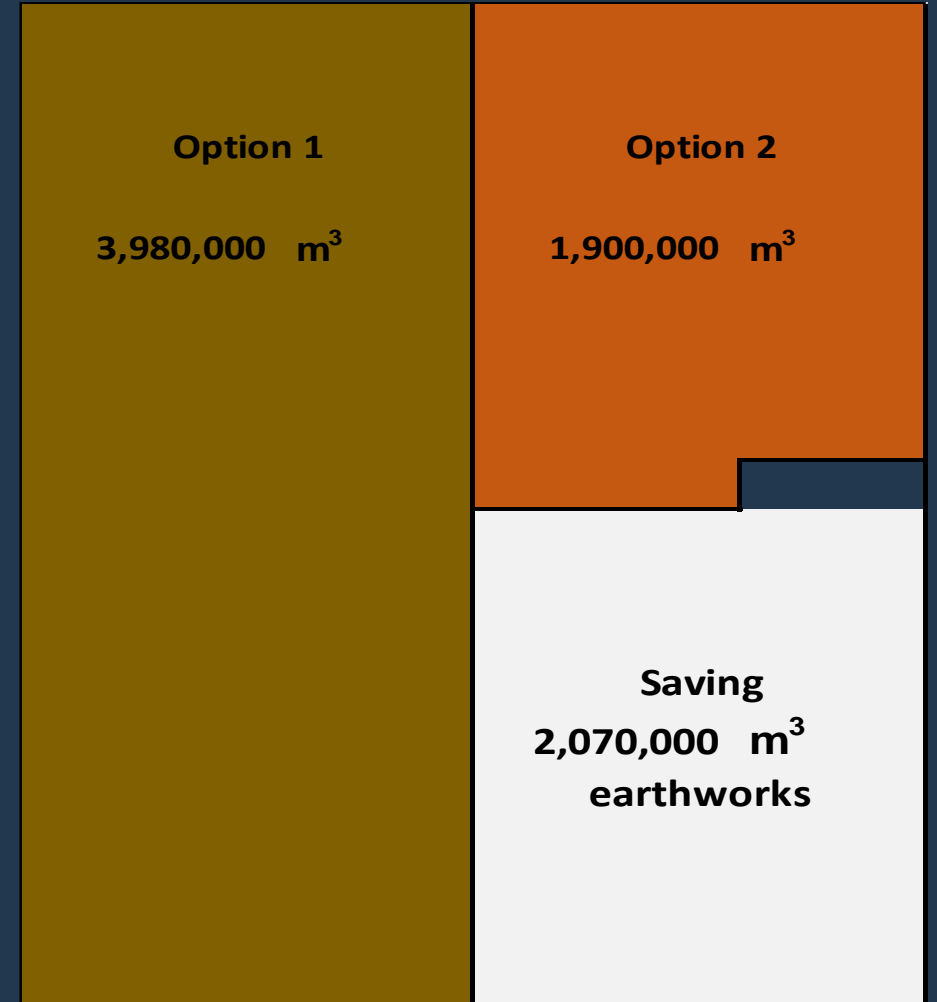 Option 1
3,980,000 m³
Option 2
1,900,000 m³
Saving
2,070,000 m³
earthworks